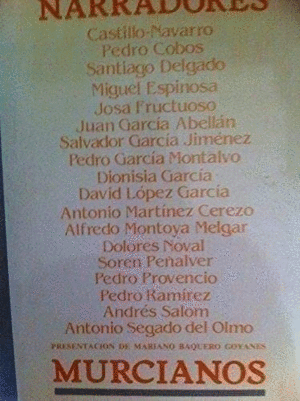 NARRADORES
Castillo-Navarro
Pedro Cobos
Santiago Delgado
Miguel Espinosa
Josa Fructuoso
Juan García Abellán
Salvador García Jiménez
Pedro García Montalvo
Dionisia García
David López García
Antonio Martínez Cerezo
Alfredo Montoya Melgar
Dolores Noval
Soren Peñalver
Pedro Provencio
Pedro Ramírez
Andrés Salom
Antonio Segado del Olmo
PRESENTACION DE MARIANO BAQUERO GOYANES
MURCIANOS